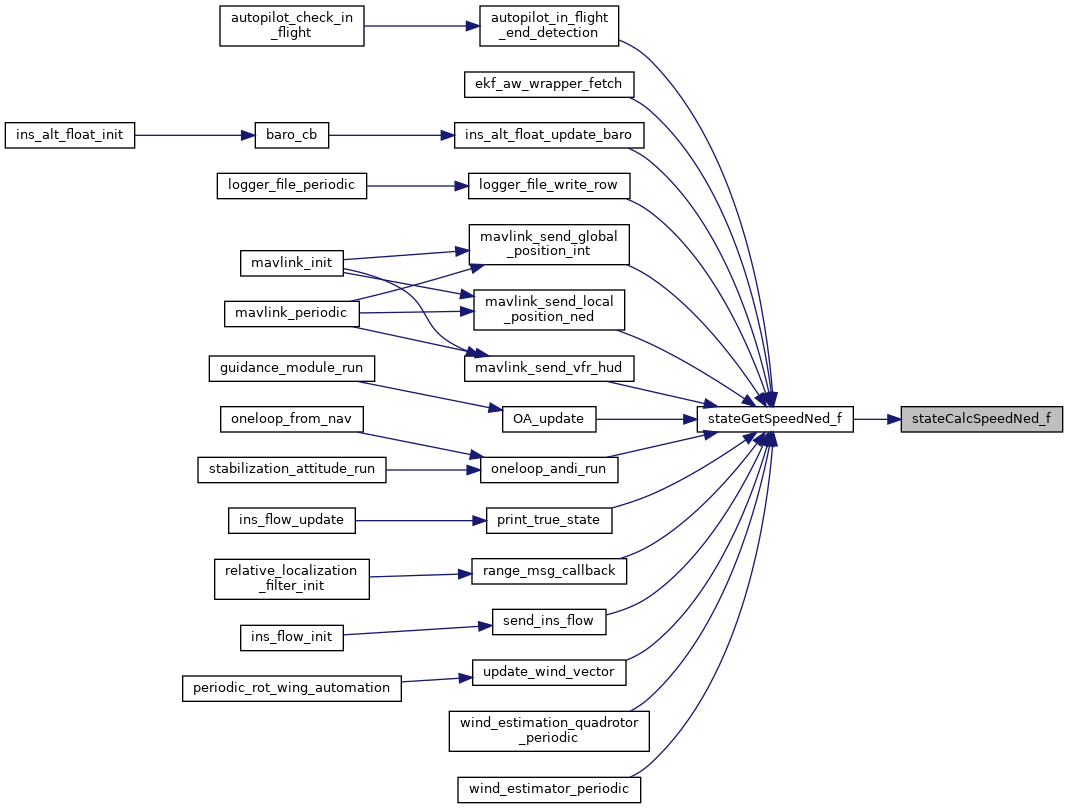 autopilot_check_in
_flight
autopilot_in_flight
_end_detection
ekf_aw_wrapper_fetch
ins_alt_float_init
baro_cb
ins_alt_float_update_baro
logger_file_periodic
logger_file_write_row
mavlink_send_global
_position_int
mavlink_init
mavlink_send_local
_position_ned
mavlink_periodic
guidance_module_run
mavlink_send_vfr_hud
oneloop_from_nav
OA_update
stateGetSpeedNed_f
stateCalcSpeedNed_f
stabilization_attitude_run
oneloop_andi_run
ins_flow_update
print_true_state
relative_localization
_filter_init
range_msg_callback
ins_flow_init
send_ins_flow
periodic_rot_wing_automation
update_wind_vector
wind_estimation_quadrotor
_periodic
wind_estimator_periodic